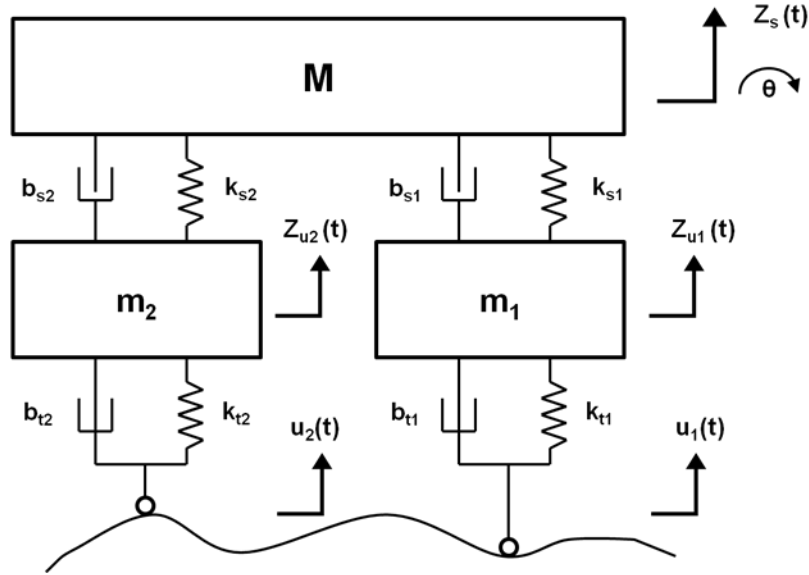 Zs(t)
M
θ
bs2
ks2
bs1
ks1
Zu2(t)
Zu1(t)
m2
m1
bt2
kt2
bt1
kt1
u2(t)
u1(t)